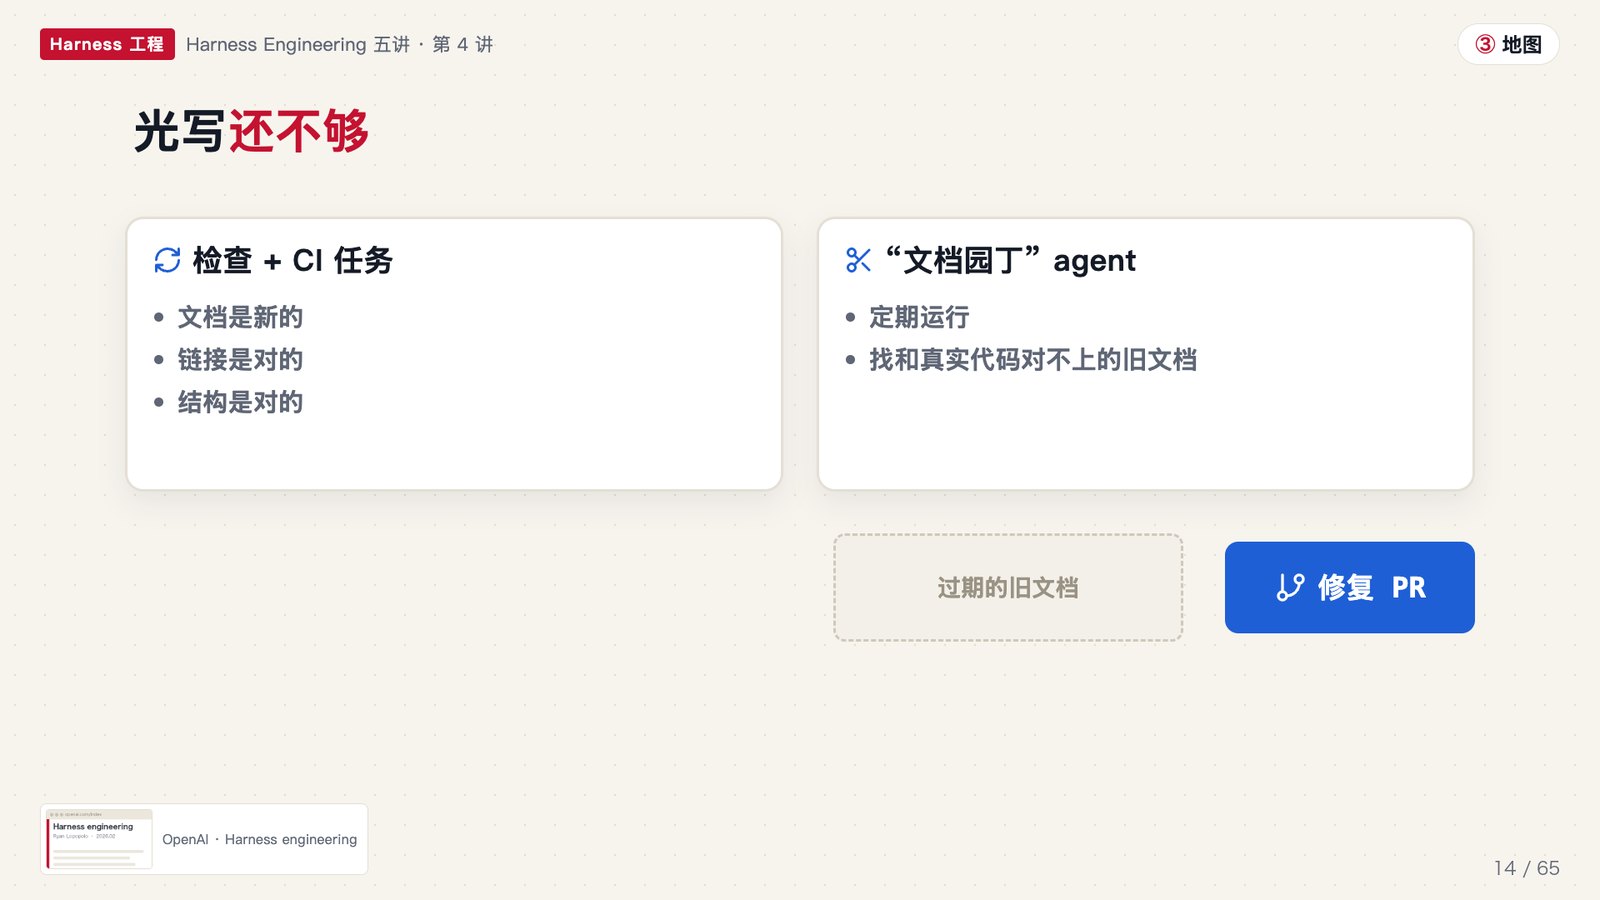 Harness 工程
Harness Engineering 五讲 · 第 4 讲
③ 地图
光写还不够
检查 + CI 任务
• 文档是新的
• 链接是对的
• 结构是对的
“文档园丁” agent
• 定期运行
• 找和真实代码对不上的旧文档
过期的旧文档
修复 PR
Harness engineering
OpenAI · Harness engineering
14 / 65